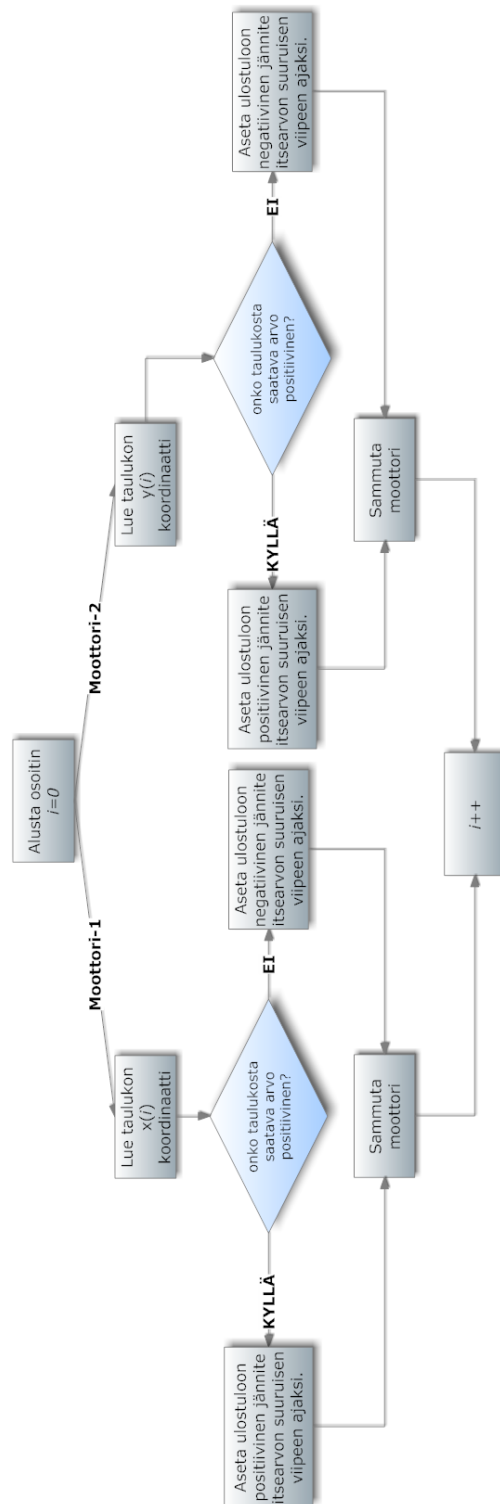 Alusta osoitin
i=0
Moottori-1
Moottori-2
Lue taulukon
x(i)
koordinaatti
Lue taulukon
y(i)
koordinaatti
onko taulukosta
saatava arvo
positiivinen?
onko taulukosta
saatava arvo
positiivinen?
KYLLÄ
EI
KYLLÄ
EI
Aseta ulostuloon
positiivinen jännite
itsearvon suuruisen
viipeen ajaksi.
Aseta ulostuloon
negatiivinen jännite
itsearvon suuruisen
viipeen ajaksi.
Aseta ulostuloon
positiivinen jännite
itsearvon suuruisen
viipeen ajaksi.
Aseta ulostuloon
negatiivinen jännite
itsearvon suuruisen
viipeen ajaksi.
Sammuta
moottori
Sammuta
moottori
i++